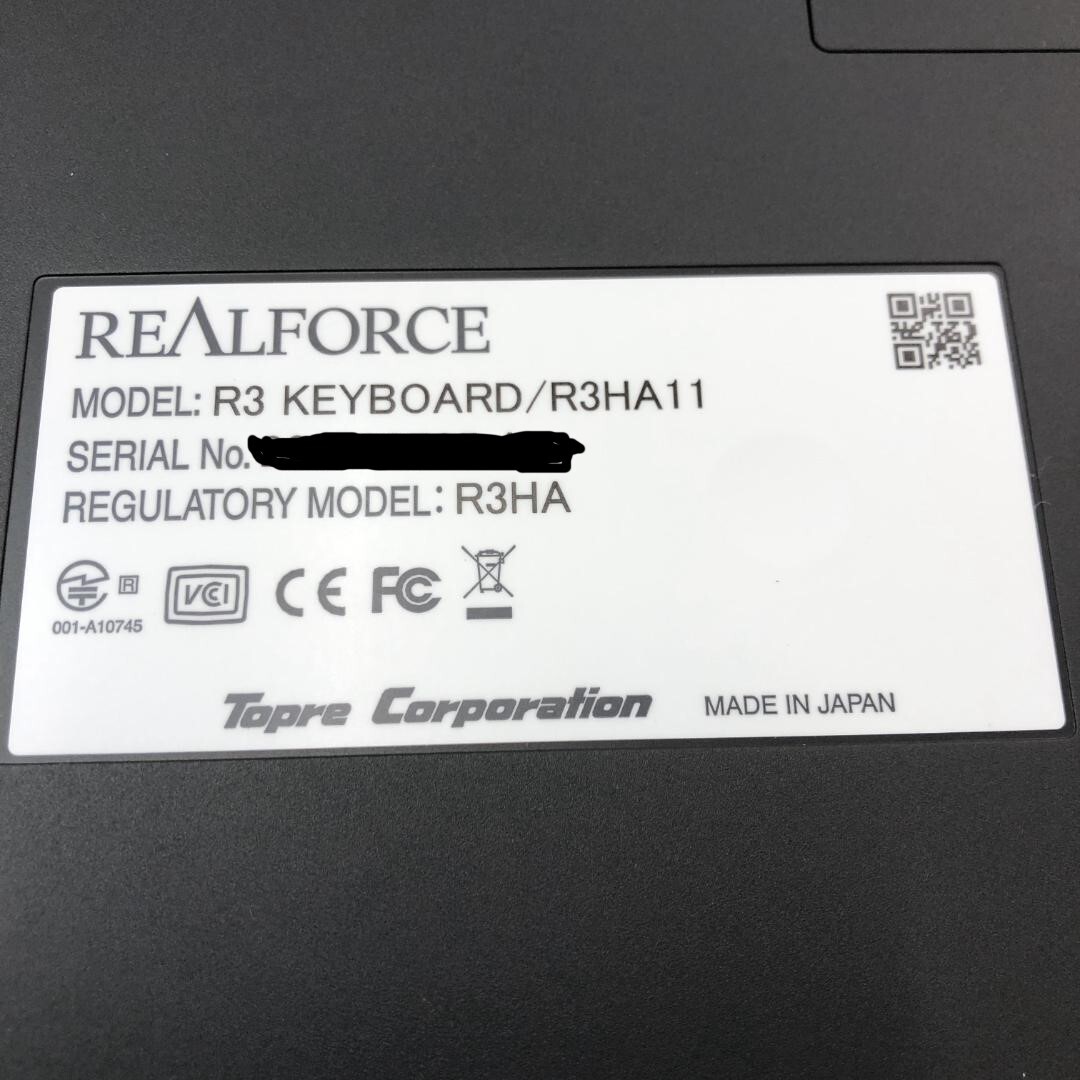 REALFORCE
MODEL: R3 KEYBOARD/R3HA11
SERIAL No.
REGULATORY MODEL: R3HA
R VCCI CE FC
001-A10745
Topre Corporation MADE IN JAPAN